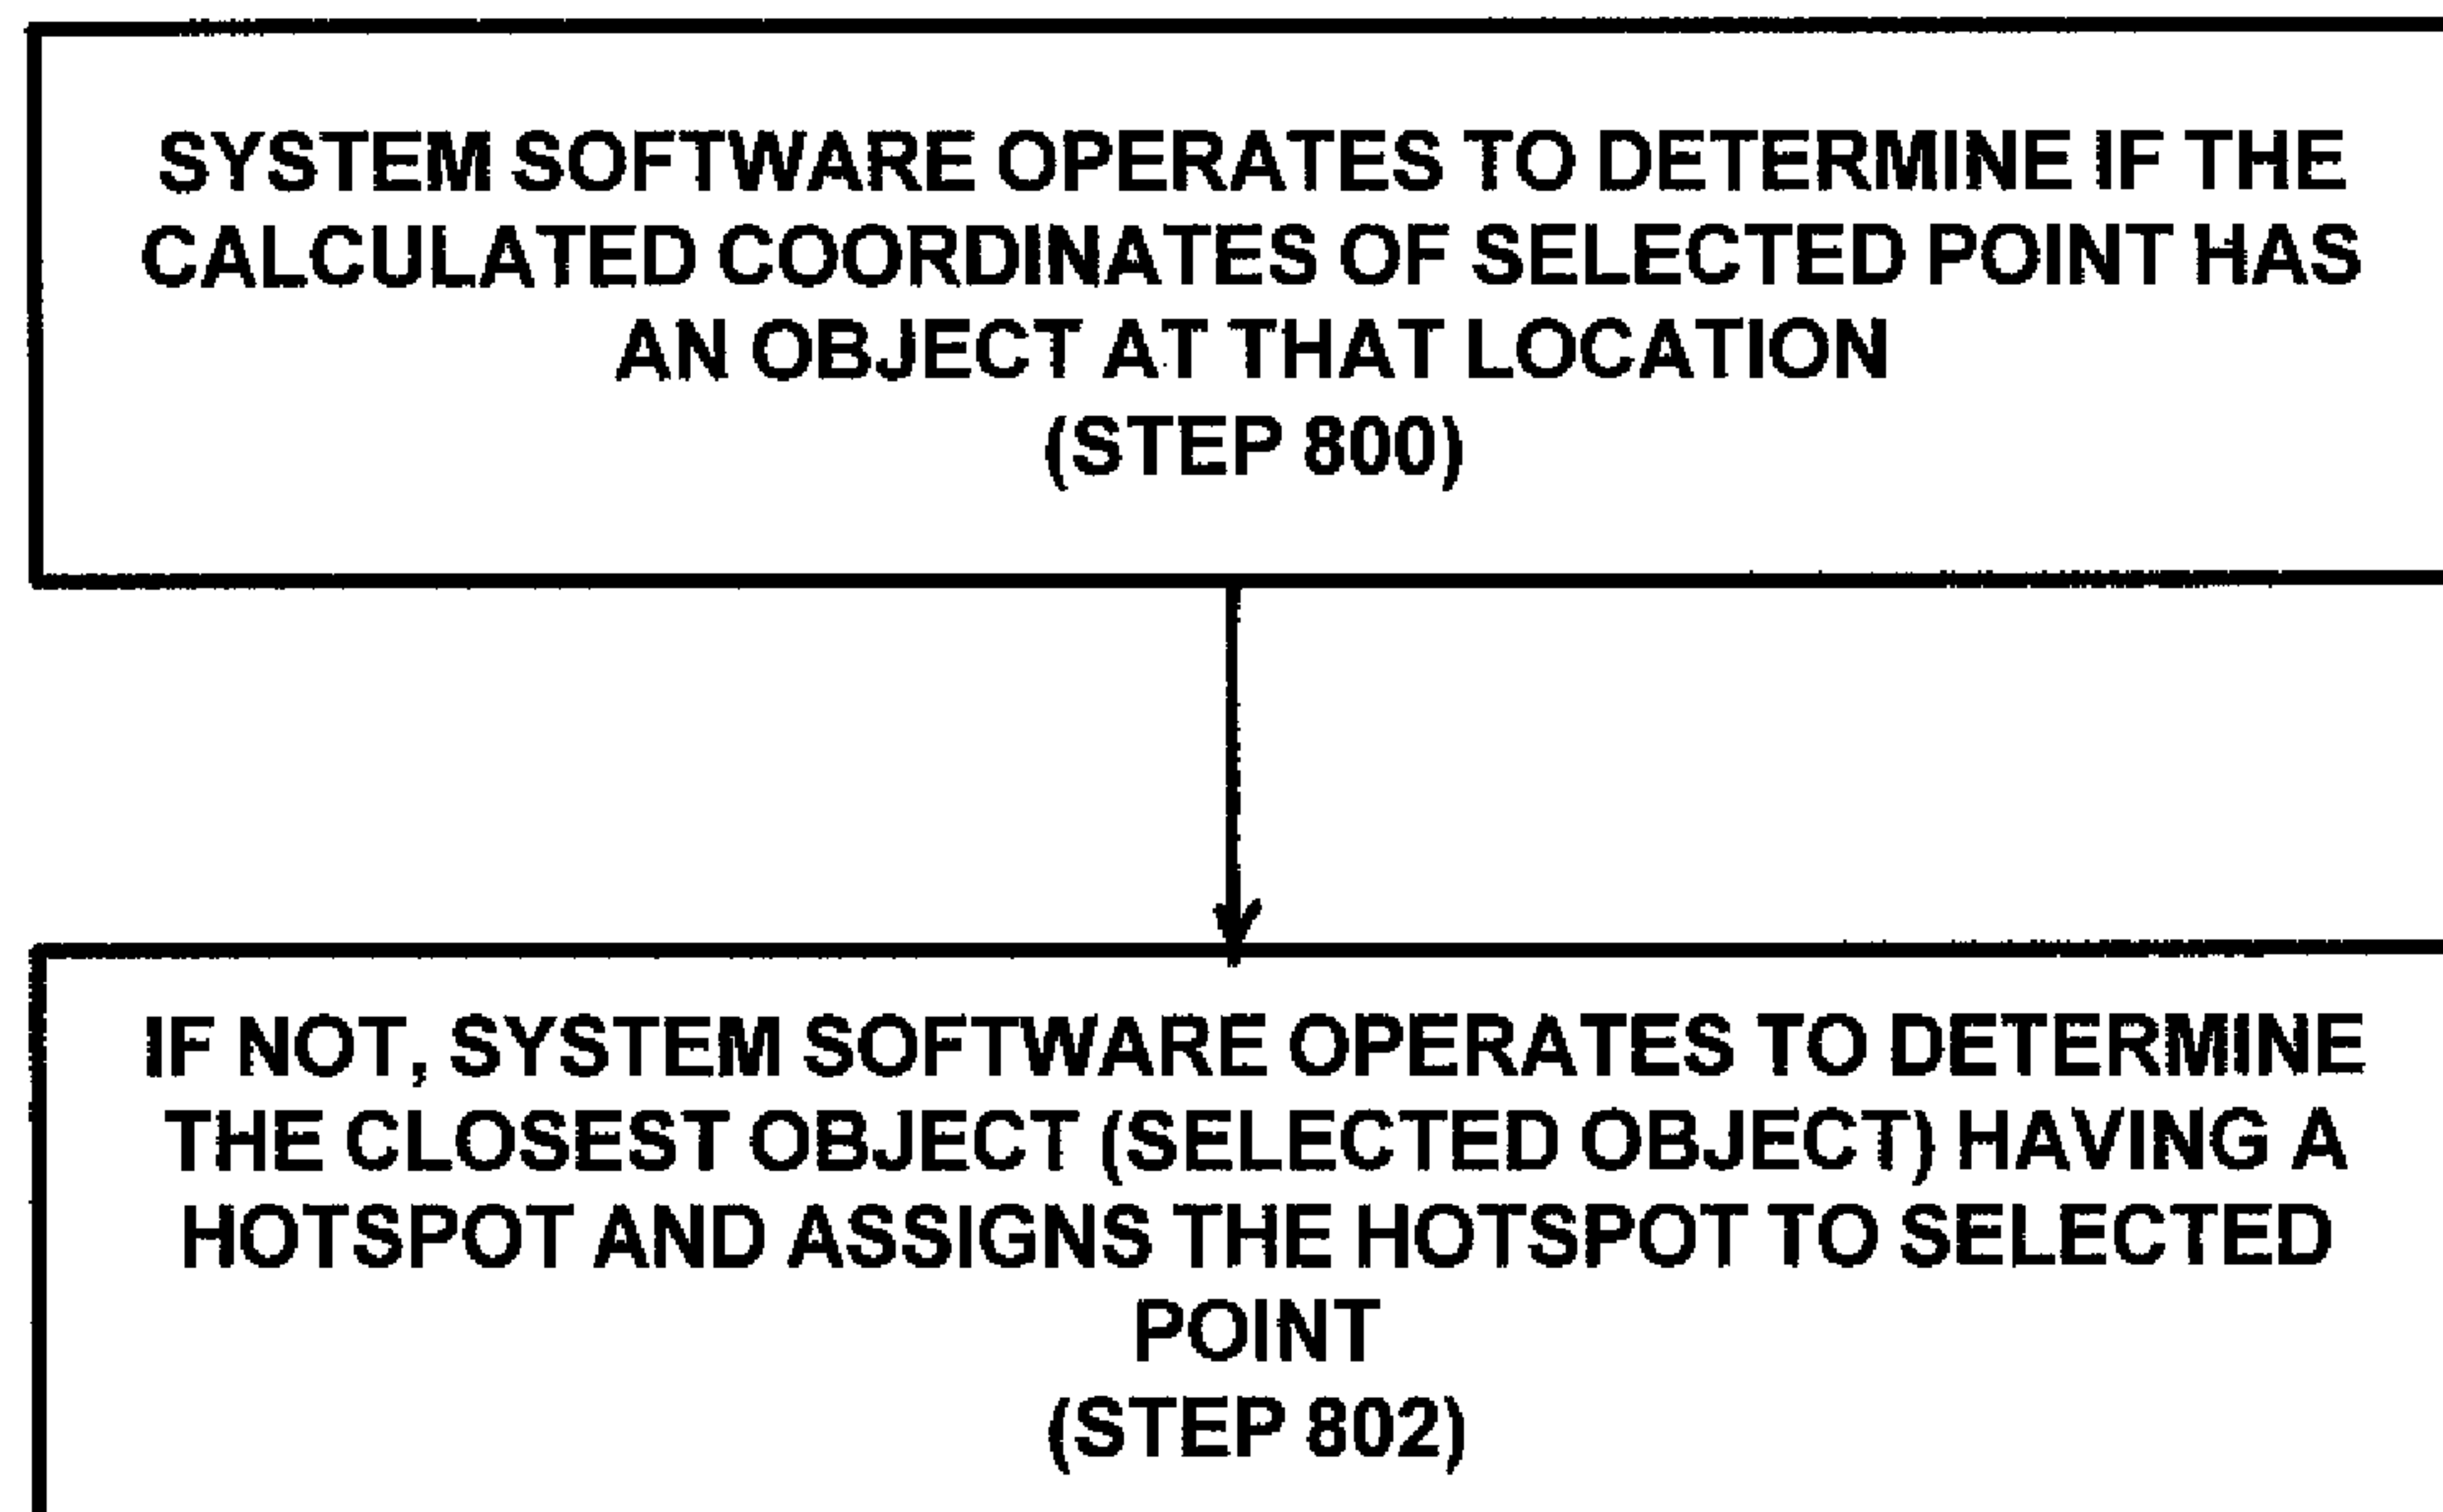 SYSTEM SOFTWARE OPERATES TO DETERMINE IF THE
CALCULATED COORDINATES OF SELECTED POINT HAS
AN OBJECT AT THAT LOCATION
(STEP 800)
IF NOT, SYSTEM SOFTWARE OPERATES TO DETERMINE
THE CLOSEST OBJECT (SELECTED OBJECT) HAVING A
HOTSPOT AND ASSIGNS THE HOTSPOT TO SELECTED
POINT
(STEP 802)